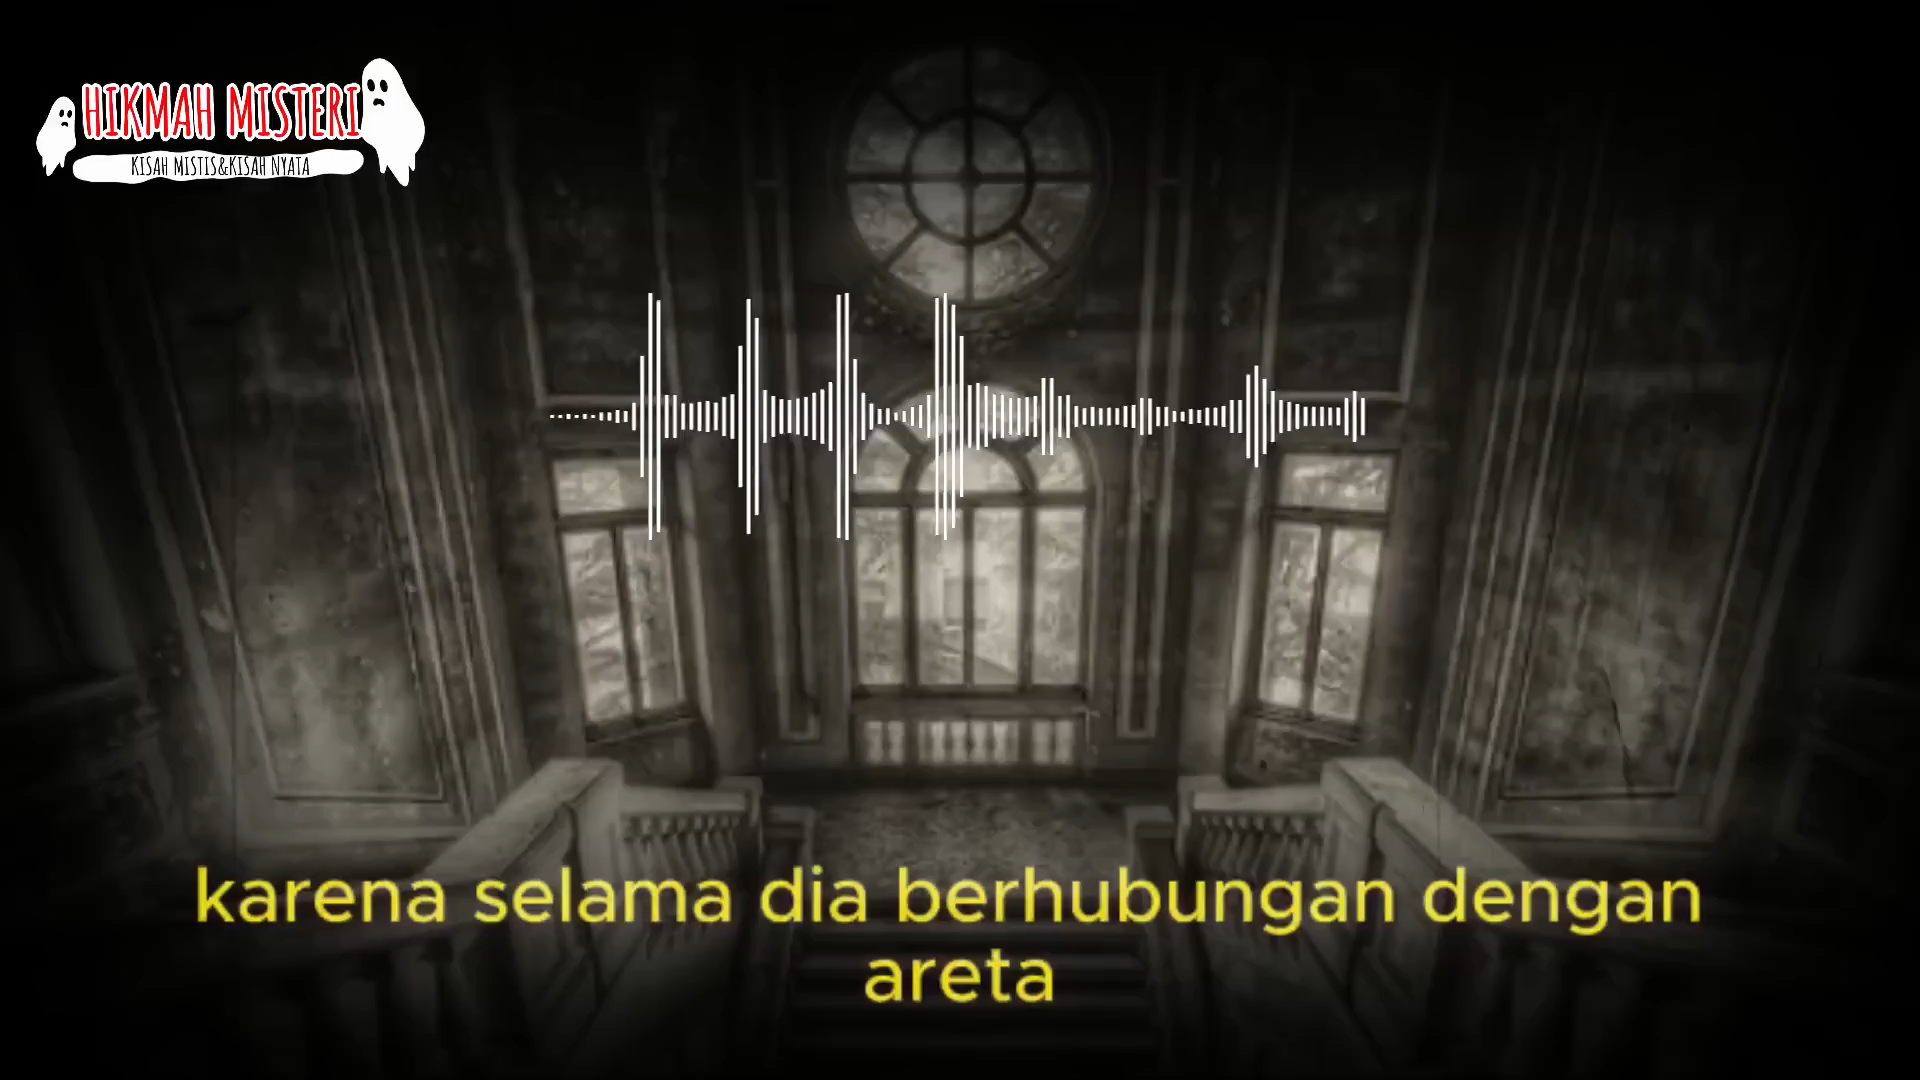 HIKMAH MISTERI
KISAH MISTIS&KISAH NYATA
karena selama dia berhubungan dengan
areta